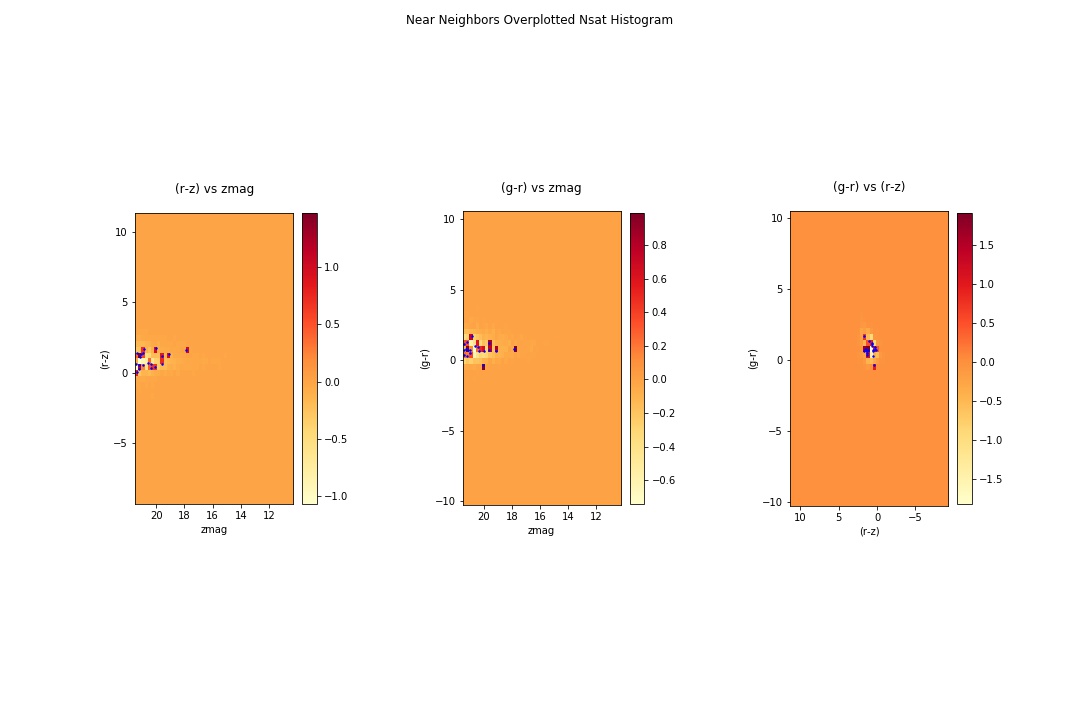 Near Neighbors Overplotted Nsat Histogram
(r-z) vs zmag
(g-r) vs zmag
(g-r) vs (r-z)
10
5
0
−5
(r-z)
20 18 16 14 12
zmag
1.0
0.5
0.0
−0.5
−1.0
10
5
0
−5
−10
(g-r)
20 18 16 14 12
zmag
0.8
0.6
0.4
0.2
0.0
−0.2
−0.4
−0.6
10
5
0
−5
−10
(g-r)
10 5 0 −5
(r-z)
1.5
1.0
0.5
0.0
−0.5
−1.0
−1.5